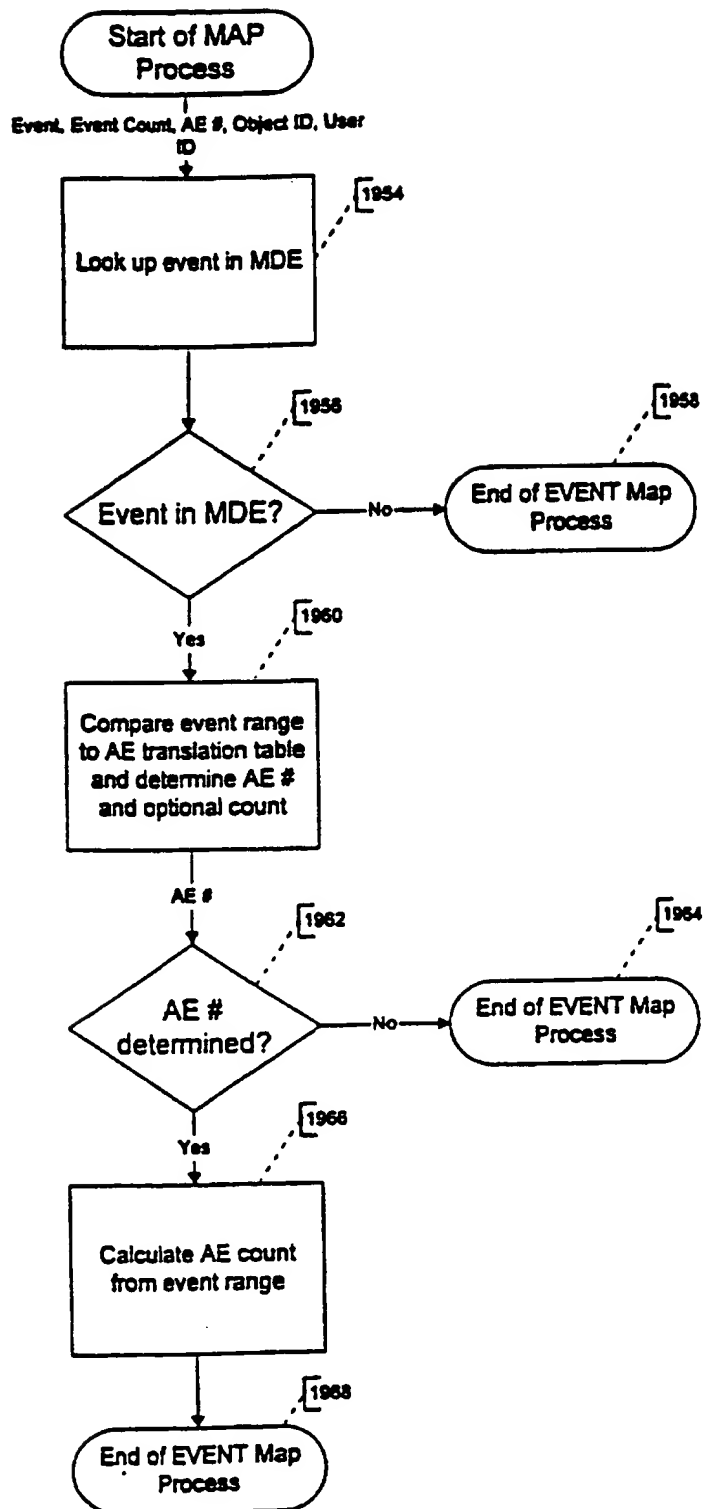 Start of MAP
Process
Event, Event Count, AE #, Object ID, User
ID
1954
Look up event in MDE
1956
1958
Event in MDE?
No
End of EVENT Map
Process
Yes
1960
Compare event range
to AE translation table
and determine AE #
and optional count
AE #
1962
1964
AE #
determined?
No
End of EVENT Map
Process
Yes
1966
Calculate AE count
from event range
1968
End of EVENT Map
Process